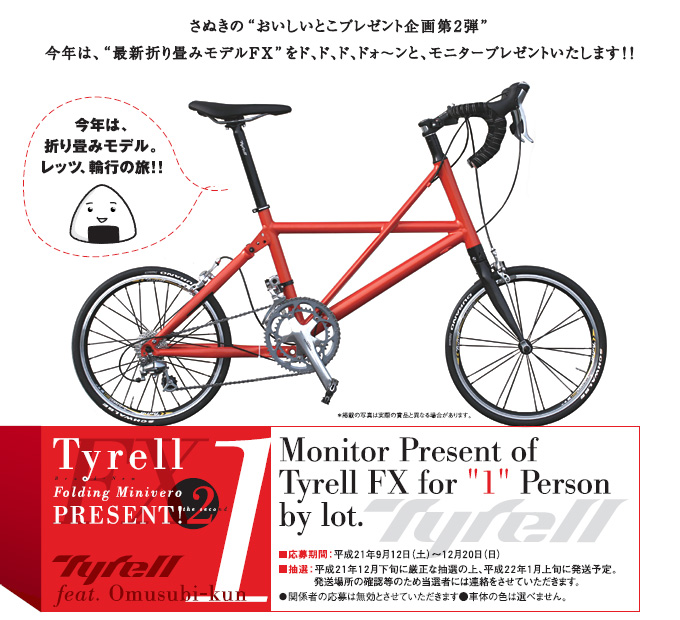 さぬきの“おいしいとこプレゼント企画第2弾”
今年は、“最新折り畳みモデルFX”をド、ド、ド、ドォ〜ンと、モニタープレゼントいたします!!
今年は、
折り畳みモデル。
レッツ、輪行の旅!!
DURANO
SCHWALBE
DURANO
SCHWALBE
Tyrell
*掲載の写真は実際の賞品と異なる場合があります。
FX
Tyrell
Folding Minivero
PRESENT!
2
the second
1
Tyrell
feat. Omusubi-kun
Monitor Present of
Tyrell FX for "1" Person
by lot.
Tyrell
■応募期間：平成21年9月12日（土）〜12月20日（日）
■抽選：平成21年12月下旬に厳正な抽選の上、平成22年1月上旬に発送予定。
発送場所の確認等のため当選者には連絡をさせていただきます。
●関係者の応募は無効とさせていただきます●車体の色は選べません。